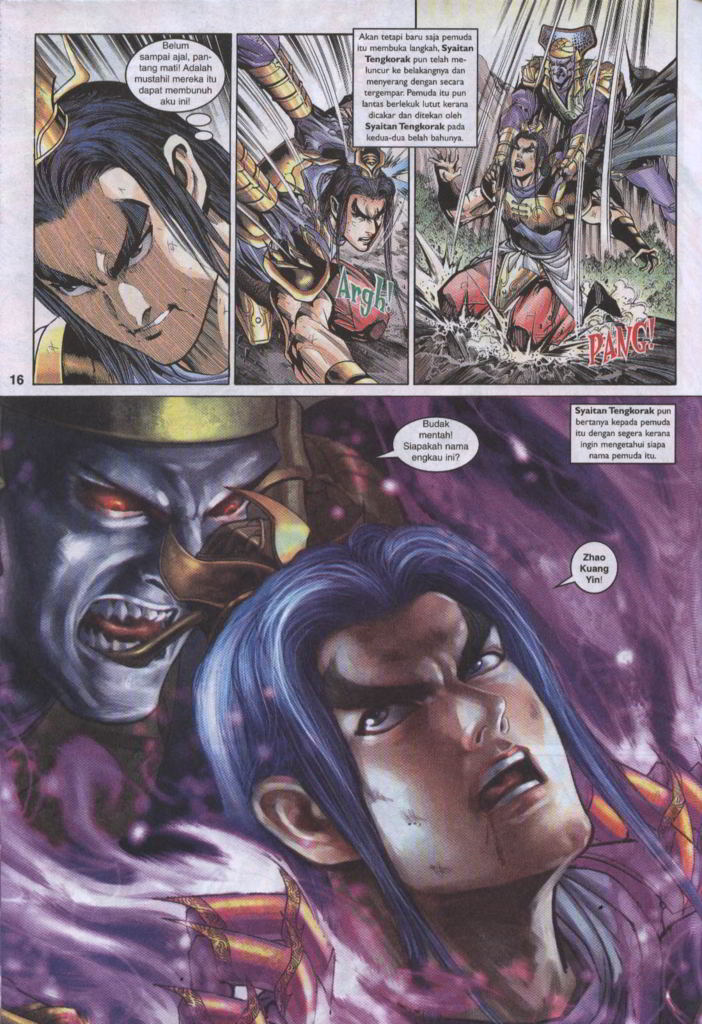 Belum
sampai ajal, pan-
tang mati! Adalah
mustahil mereka itu
dapat membunuh
aku ini!
Akan tetapi baru saja pemuda
itu membuka langkah, Syaitan
Tengkorak pun telah me-
luncur ke belakangnya dan
menyerang dengan secara
tergempar. Pemuda itu pun
lantas berlekuk lutut kerana
dicakar dan ditekan oleh
Syaitan Tengkorak pada
kedua-dua belah bahunya.
Argh!
PANG!
16
Budak
mentah!
Siapakah nama
engkau ini?
Syaitan Tengkorak pun
bertanya kepada pemuda
itu dengan segera kerana
ingin mengetahui siapa
nama pemuda itu.
Zhao
Kuang
Yin!